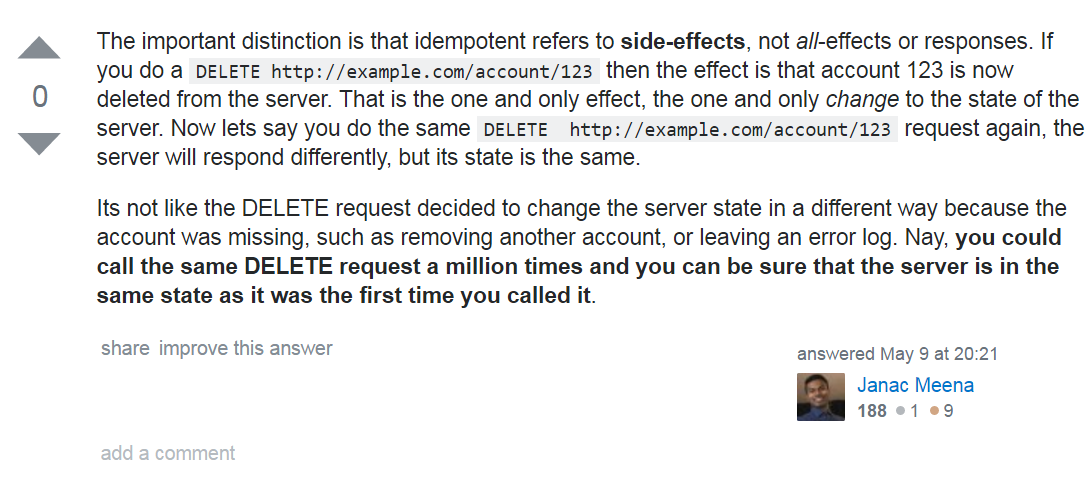 The important distinction is that idempotent refers to side-effects, not all-effects or responses. If
you do a DELETE http://example.com/account/123 then the effect is that account 123 is now
0
deleted from the server. That is the one and only effect, the one and only change to the state of the
server. Now lets say you do the same DELETE  http://example.com/account/123 request again, the
server will respond differently, but its state is the same.
Its not like the DELETE request decided to change the server state in a different way because the
account was missing, such as removing another account, or leaving an error log. Nay, you could
call the same DELETE request a million times and you can be sure that the server is in the
same state as it was the first time you called it.
share improve this answer
answered May 9 at 20:21
Janac Meena
188 1 9
add a comment